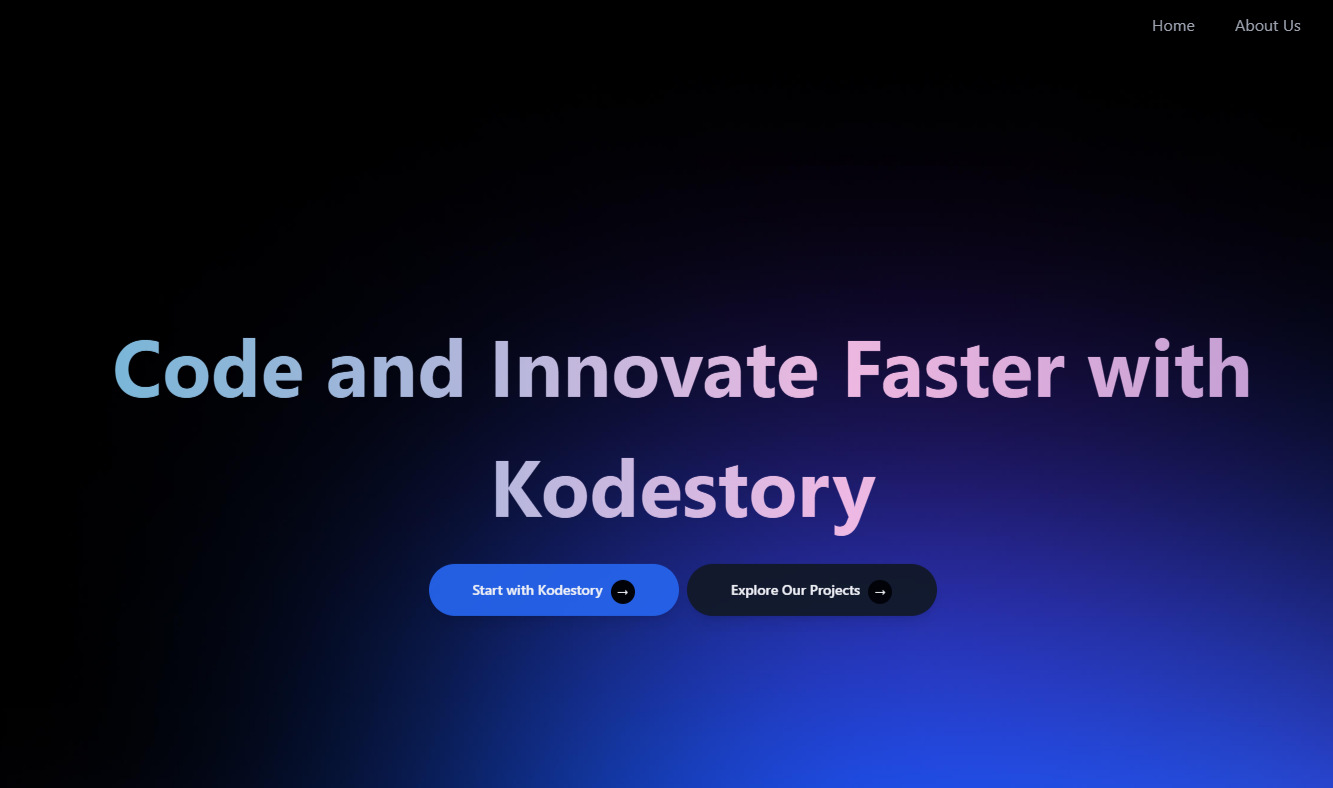 Home About Us
Code and Innovate Faster with
Kodestory
Start with Kodestory → Explore Our Projects →